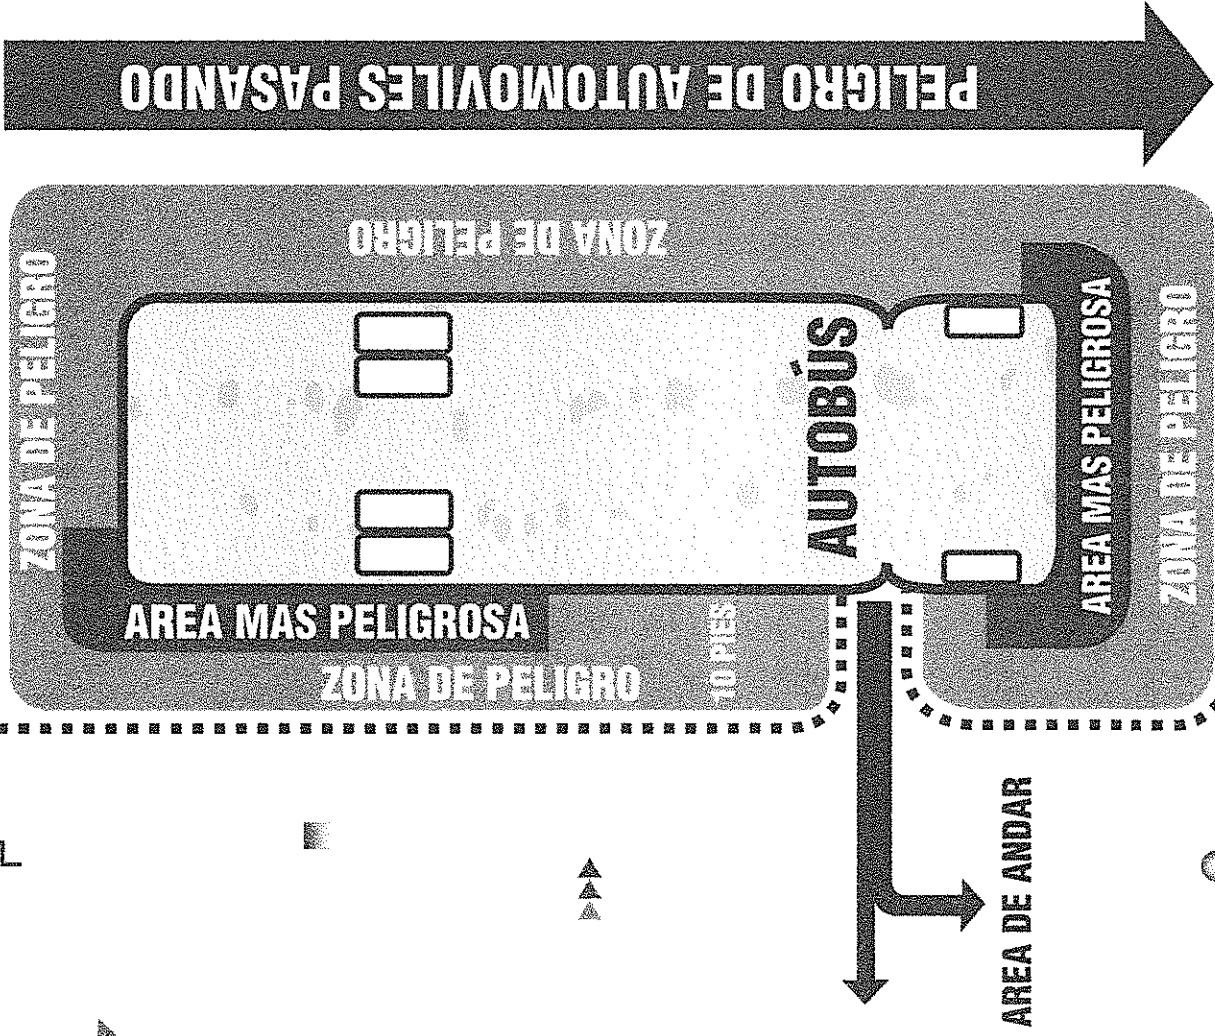 PELIGRO DE AUTOMOVILES PASANDO
ZONA DE PELIGRO
ZONA DE PELIGRO
AUTOBÚS
AREA MAS PELIGROSA
ZONA DE PELIGRO
AREA MAS PELIGROSA
ZONA DE PELIGRO
10 PIES
AREA DE ANDAR